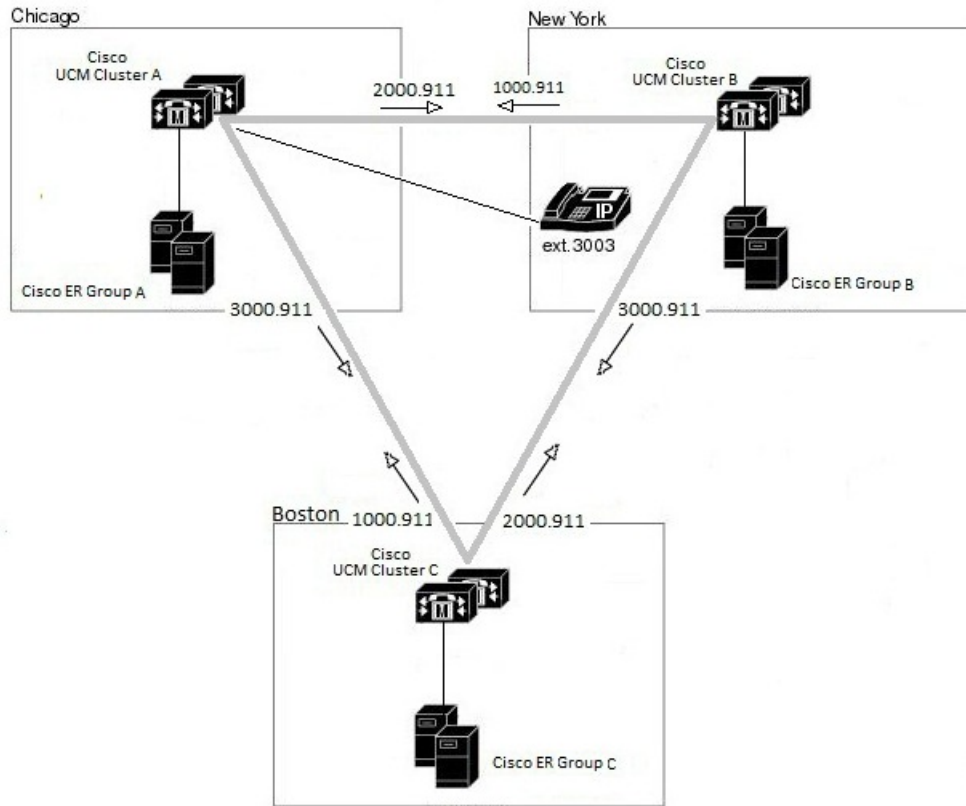 Chicago
New York
Cisco
UCM Cluster A
2000.911
1000.911
Cisco
UCM Cluster B
M
M
IP
ext.3003
Cisco ER Group A
Cisco ER Group B
3000.911
3000.911
Boston
1000.911
2000.911
Cisco
UCM Cluster C
M
Cisco ER Group C